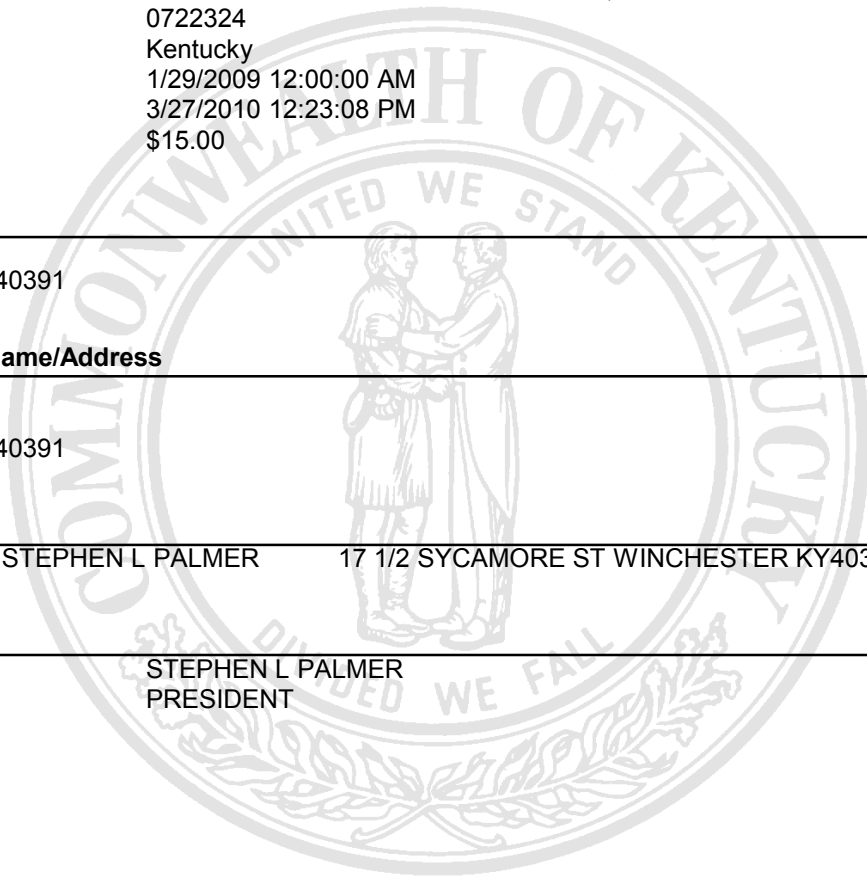 0722324
Kentucky
1/29/2009 12:00:00 AM
3/27/2010 12:23:08 PM
$15.00
40391
ame/Address
40391
STEPHEN L PALMER 17 1/2 SYCAMORE ST WINCHESTER KY403
STEPHEN L PALMER
PRESIDENT
COMMONWEALTH OF KENTUCKY
UNITED WE STAND
DIVIDED WE FALL